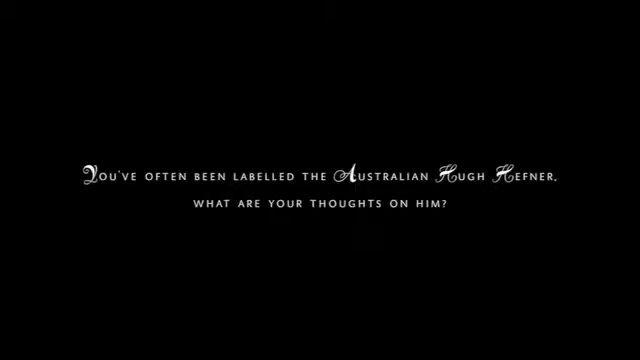 You've often been labelled the Australian Hugh Hefner,
what are your thoughts on him?